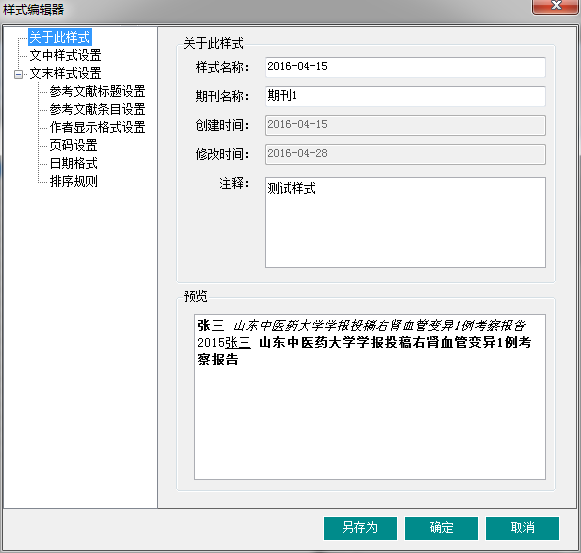 样式编辑器
关于此样式
文中样式设置
文末样式设置
参考文献标题设置
参考文献条目设置
作者显示格式设置
页码设置
日期格式
排序规则
关于此样式
样式名称: 2016-04-15
期刊名称: 期刊1
创建时间: 2016-04-15
修改时间: 2016-04-28
注释: 测试样式
预览
张三 山东中医药大学学报投稿右肾血管变异1例考察报告
2015张三 山东中医药大学学报投稿右肾血管变异1例考
察报告
另存为 确定 取消